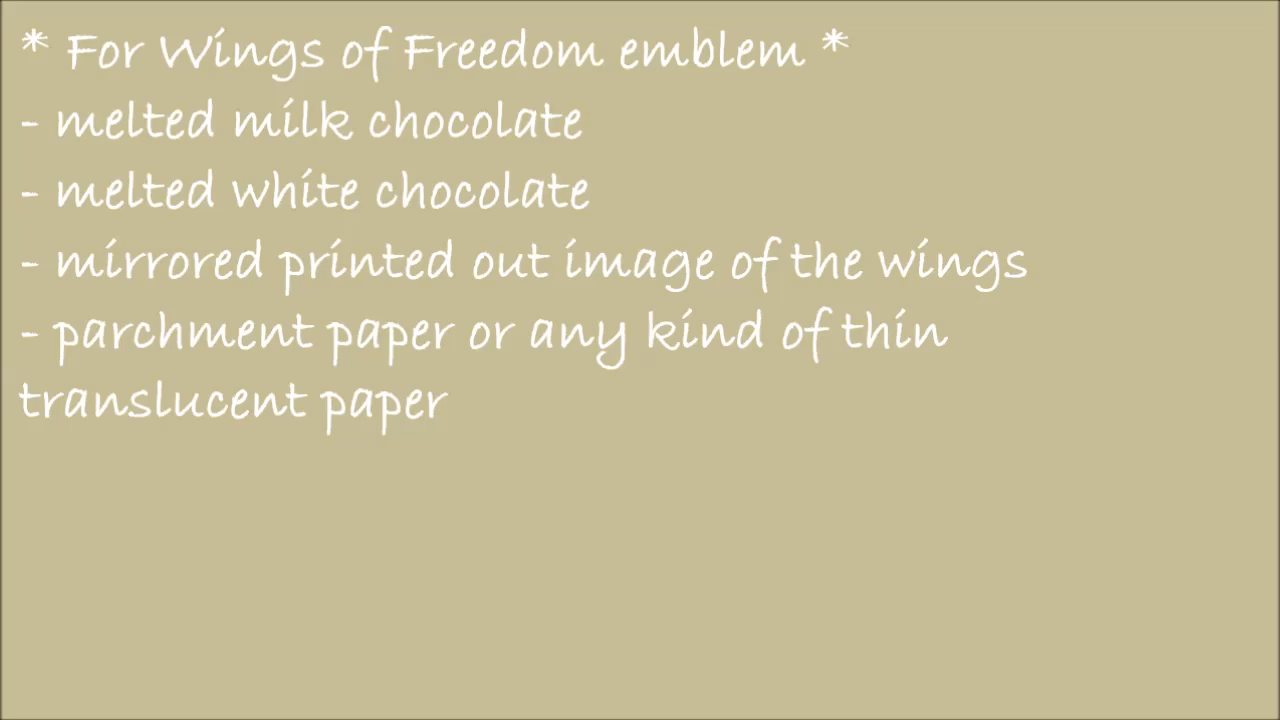 * For Wings of Freedom emblem *
- melted milk chocolate
- melted white chocolate
- mirrored printed out image of the wings
- parchment paper or any kind of thin
translucent paper